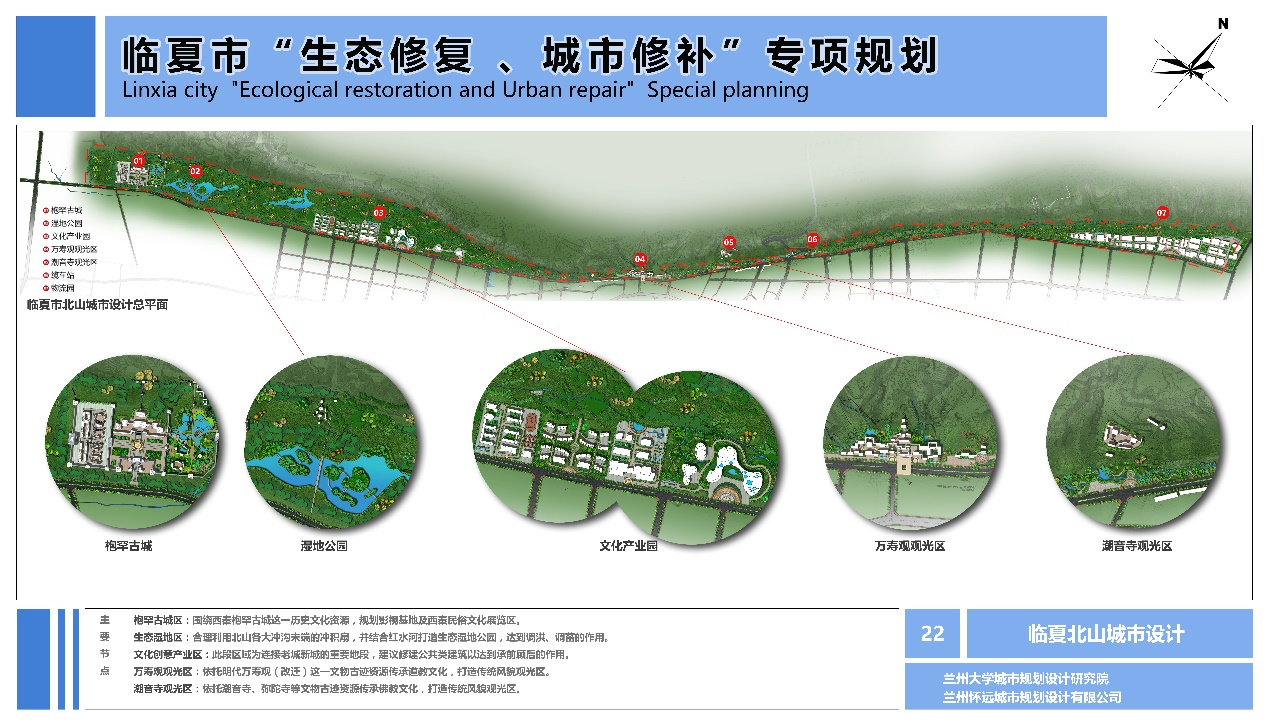 临夏市“生态修复 、城市修补”专项规划
Linxia city "Ecological restoration and Urban repair" Special planning
N
01
02
03
04
05
06
07
枹罕古城
湿地公园
文化产业园
万寿观观光区
潮音寺观光区
缆车站
物流园
临夏市北山城市设计总平面
枹罕古城
湿地公园
文化产业园
万寿观观光区
潮音寺观光区
主要节点
枹罕古城区：围绕西秦枹罕古城这一历史文化资源，规划影视基地及西秦民俗文化展览区。
生态湿地区：合理利用北山各大冲沟末端的冲积扇，并结合红水河打造生态湿地公园，达到调洪、调蓄的作用。
文化创意产业区：此段区域为连接老城新城的重要地段，建议修建公共类建筑以达到承前启后的作用。
万寿观观光区：依托明代万寿观（改迁）这一文物古迹资源传承道教文化，打造传统风貌观光区。
潮音寺观光区：依托潮音寺、弥陀寺等文物古迹资源传承佛教文化，打造传统风貌观光区。
22
临夏北山城市设计
兰州大学城市规划设计研究院
兰州怀远城市规划设计有限公司